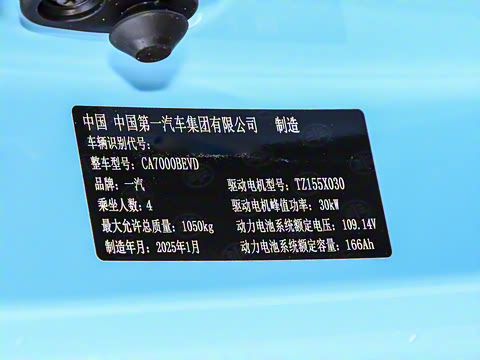 中国 中国第一汽车集团有限公司 制造
车辆识别代号:
整车型号: CA7000BEVD
品牌: 一汽 驱动电机型号: TZ155X030
乘坐人数: 4 驱动电机峰值功率: 30kW
最大允许总质量: 1050kg 动力电池系统额定电压: 109.14V
制造年月: 2025年1月 动力电池系统额定容量: 166Ah